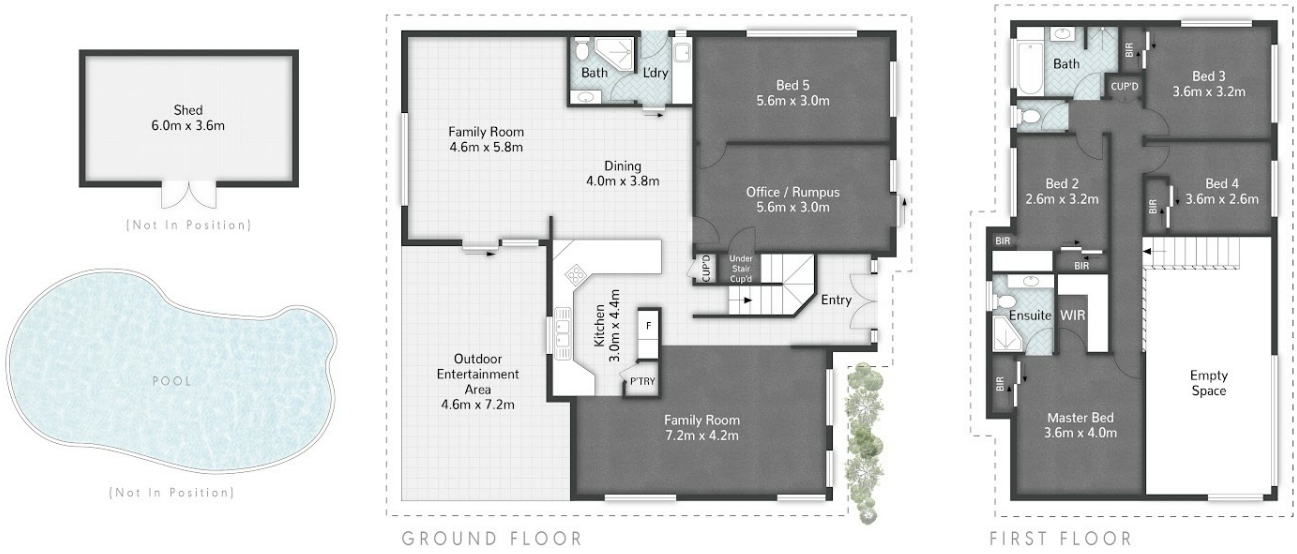 Shed
6.0m x 3.6m
[Not In Position]
POOL
[Not In Position]
Bath
L'dry
Bed 5
5.6m x 3.0m
Family Room
4.6m x 5.8m
Dining
4.0m x 3.8m
Office / Rumpus
5.6m x 3.0m
CUP'D
Under
Stair
Cup'd
Entry
Kitchen
3.0m x 4.4m
F
P'TRY
Outdoor
Entertainment
Area
4.6m x 7.2m
Family Room
7.2m x 4.2m
GROUND FLOOR
Bath
BIR
Bed 3
3.6m x 3.2m
CUP'D
Bed 2
2.6m x 3.2m
Bed 4
3.6m x 2.6m
BIR
BIR
BIR
Ensuite
WIR
BIR
Empty
Space
Master Bed
3.6m x 4.0m
FIRST FLOOR